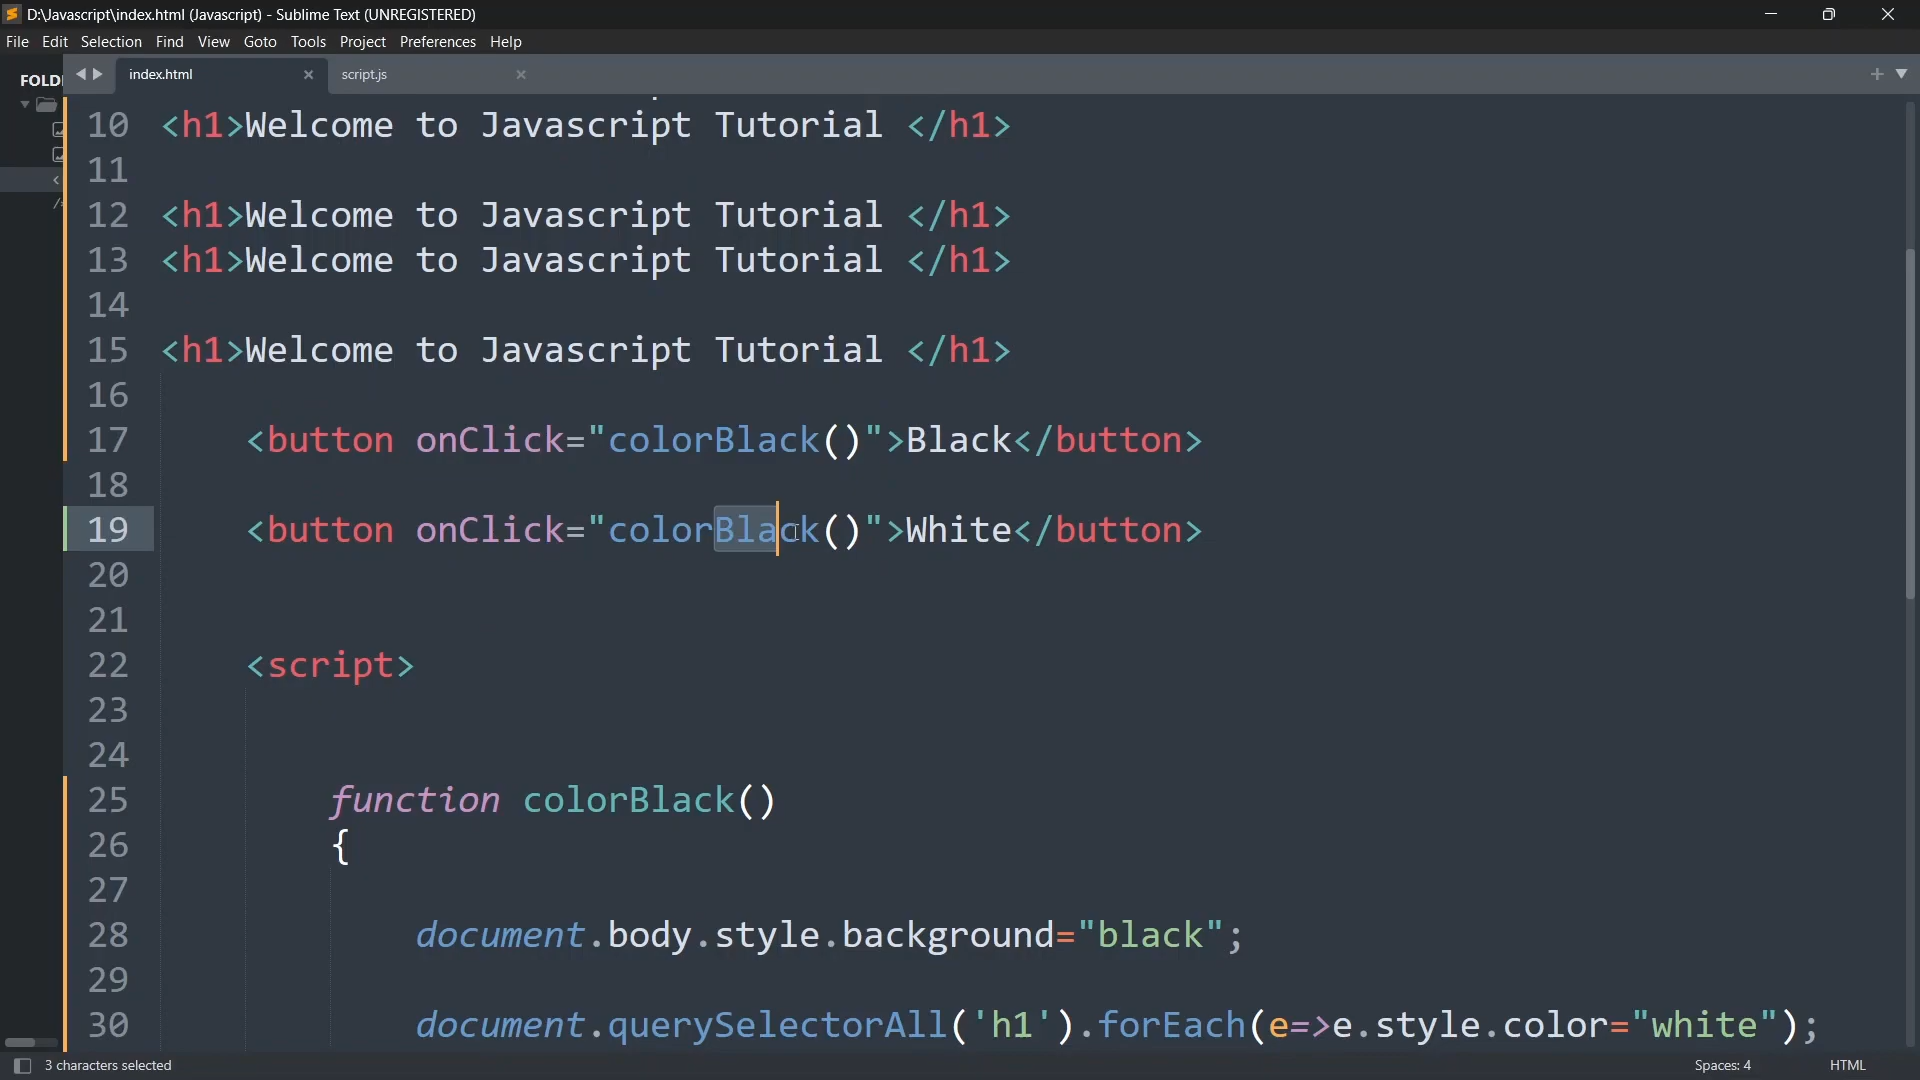 D:\Javascript\index.html (Javascript) - Sublime Text (UNREGISTERED)
File Edit Selection Find View Goto Tools Project Preferences Help
FOLD
index.html
script.js
10 <h1>Welcome to Javascript Tutorial </h1>
11
12 <h1>Welcome to Javascript Tutorial </h1>
13 <h1>Welcome to Javascript Tutorial </h1>
14
15 <h1>Welcome to Javascript Tutorial </h1>
16
17 <button onClick="colorBlack()">Black</button>
18
19 <button onClick="colorBlack()">White</button>
20
21
22 <script>
23
24
25 function colorBlack()
26 {
27
28 document.body.style.background="black";
29
30 document.querySelectorAll('h1').forEach(e=>e.style.color="white");
3 characters selected
Spaces: 4
HTML